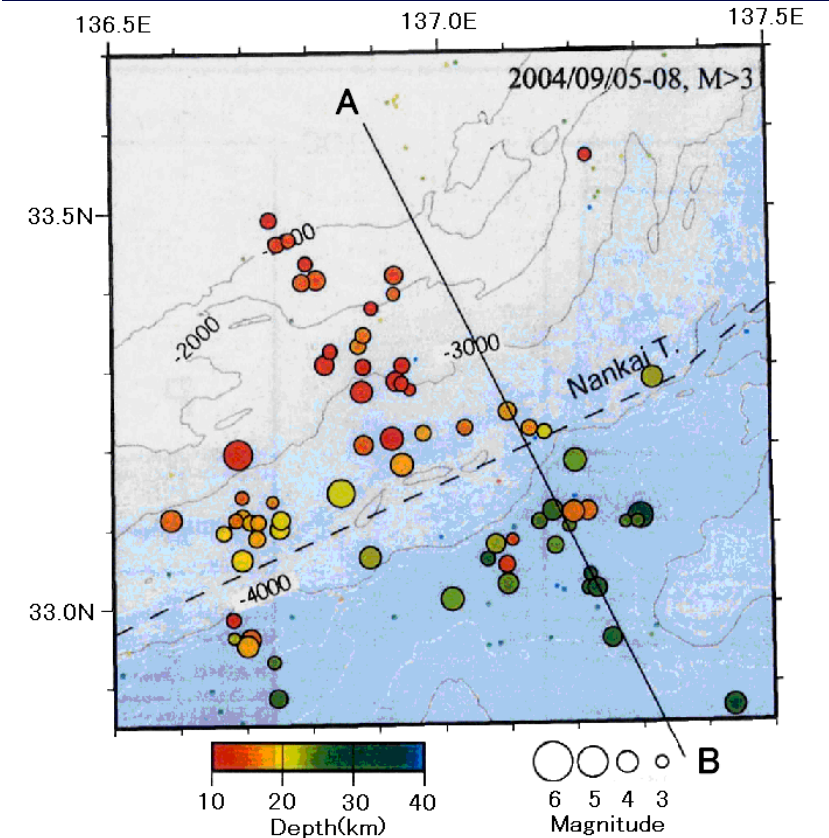 136.5E 137.0E 137.5E
2004/09/05-08, M>3
A
33.5N
-2000
-3000
Nankai T.
33.0N
-4000
B
10 20 30 40
Depth(km)
6 5 4 3
Magnitude